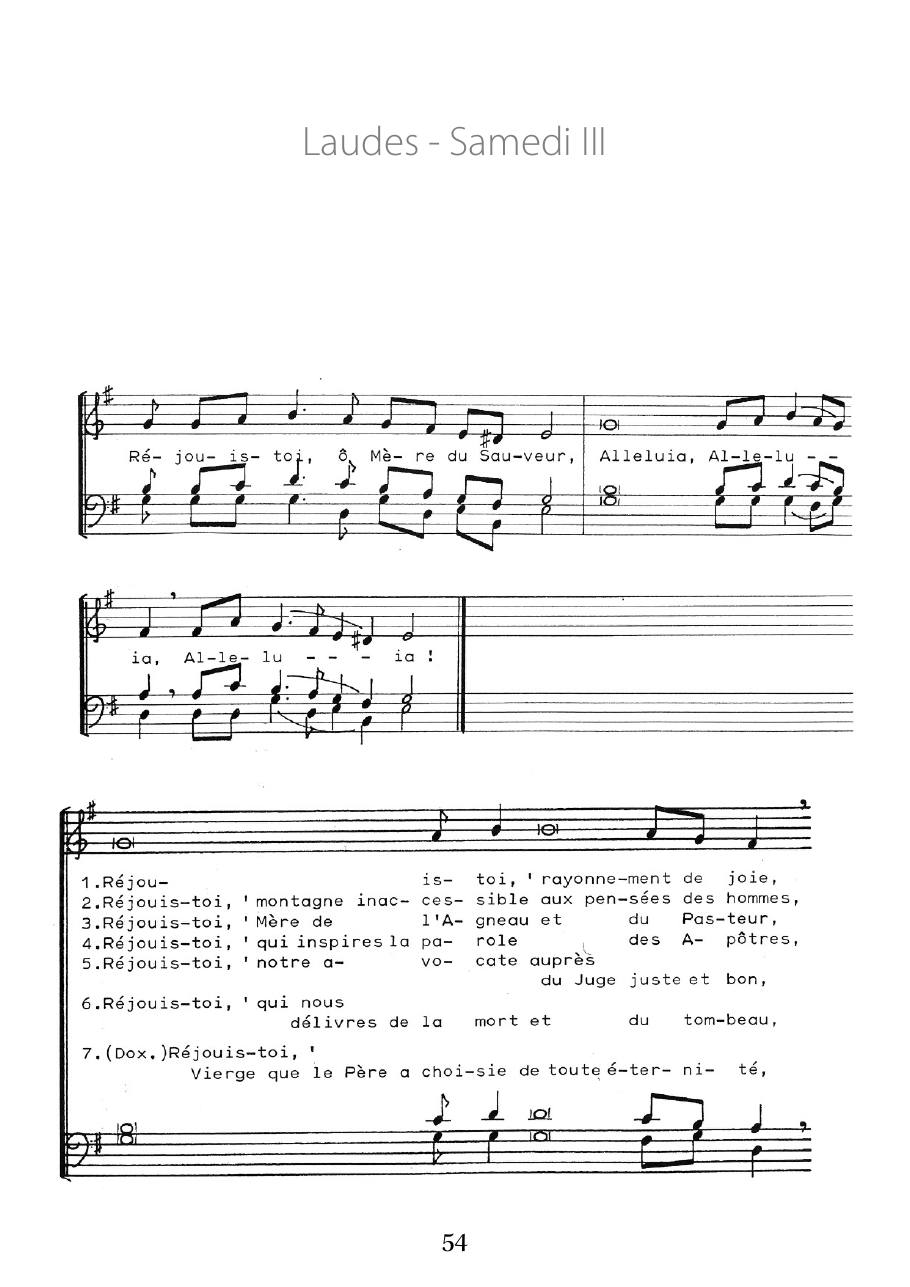 Laudes - Samedi III
Ré- jou- is- toi, ô Mè- re du Sau-veur, Alleluia, Al-le-lu - -
ia, Al-le- lu - - - ia !
1.Réjou- is- toi, ' rayonne-ment de joie,
2.Réjouis-toi, ' montagne inac- ces- sible aux pen-sées des hommes,
3.Réjouis-toi, ' Mère de l'A- gneau et du Pas-teur,
4.Réjouis-toi, ' qui inspires la pa- role des A- pôtres,
5.Réjouis-toi, ' notre a- vo- cate auprès
du Juge juste et bon,
6.Réjouis-toi, ' qui nous
délivres de la mort et du tom-beau,
7.(Dox.)Réjouis-toi, '
Vierge que le Père a choi-sie de toute é-ter- ni- té,
54